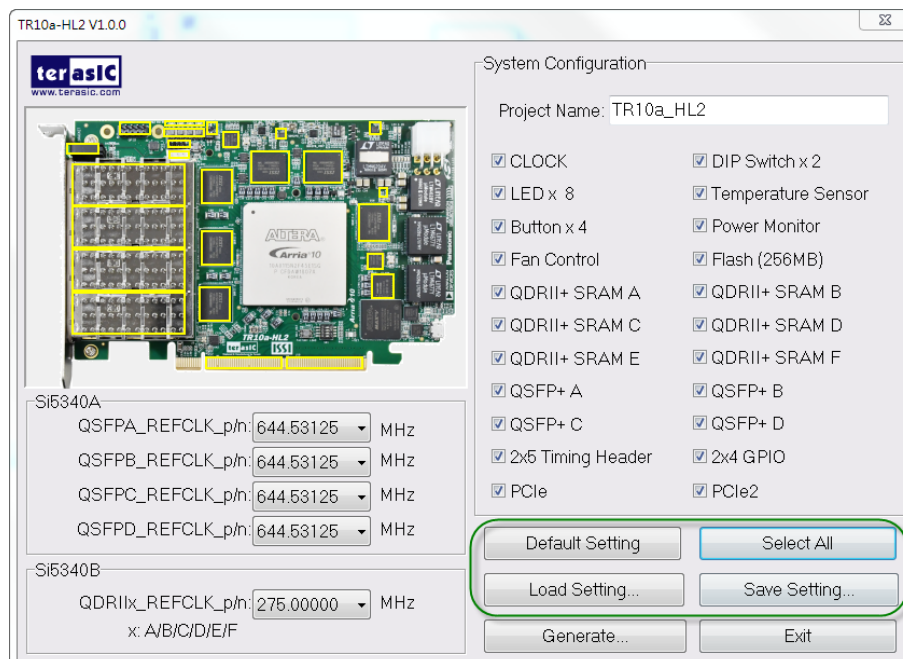 TR10a-HL2 V1.0.0
terasIC
www.terasic.com
ALTERA
Arria 10
TR10a-HL2
terasIC ISSI
Si5340A
QSFPA_REFCLK_p/n: 644.53125 MHz
QSFPB_REFCLK_p/n: 644.53125 MHz
QSFPC_REFCLK_p/n: 644.53125 MHz
QSFPD_REFCLK_p/n: 644.53125 MHz
Si5340B
QDRIIx_REFCLK_p/n: 275.00000 MHz
x: A/B/C/D/E/F
System Configuration
Project Name: TR10a_HL2
CLOCK DIP Switch x 2
LED x 8 Temperature Sensor
Button x 4 Power Monitor
Fan Control Flash (256MB)
QDRII+ SRAM A QDRII+ SRAM B
QDRII+ SRAM C QDRII+ SRAM D
QDRII+ SRAM E QDRII+ SRAM F
QSFP+ A QSFP+ B
QSFP+ C QSFP+ D
2x5 Timing Header 2x4 GPIO
PCIe PCIe2
Default Setting Select All
Load Setting... Save Setting...
Generate... Exit